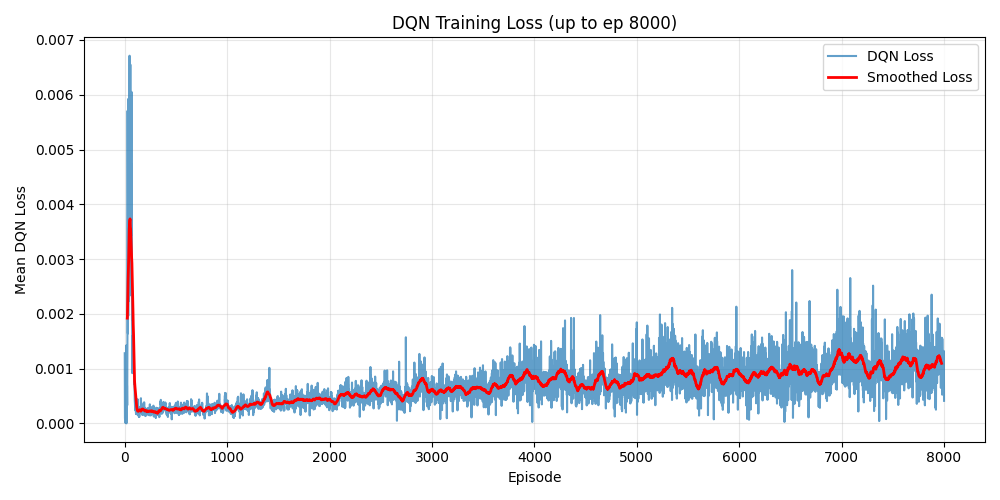 DQN Training Loss (up to ep 8000)
DQN Loss
Smoothed Loss
Mean DQN Loss
0.007
0.006
0.005
0.004
0.003
0.002
0.001
0.000
0 1000 2000 3000 4000 5000 6000 7000 8000
Episode